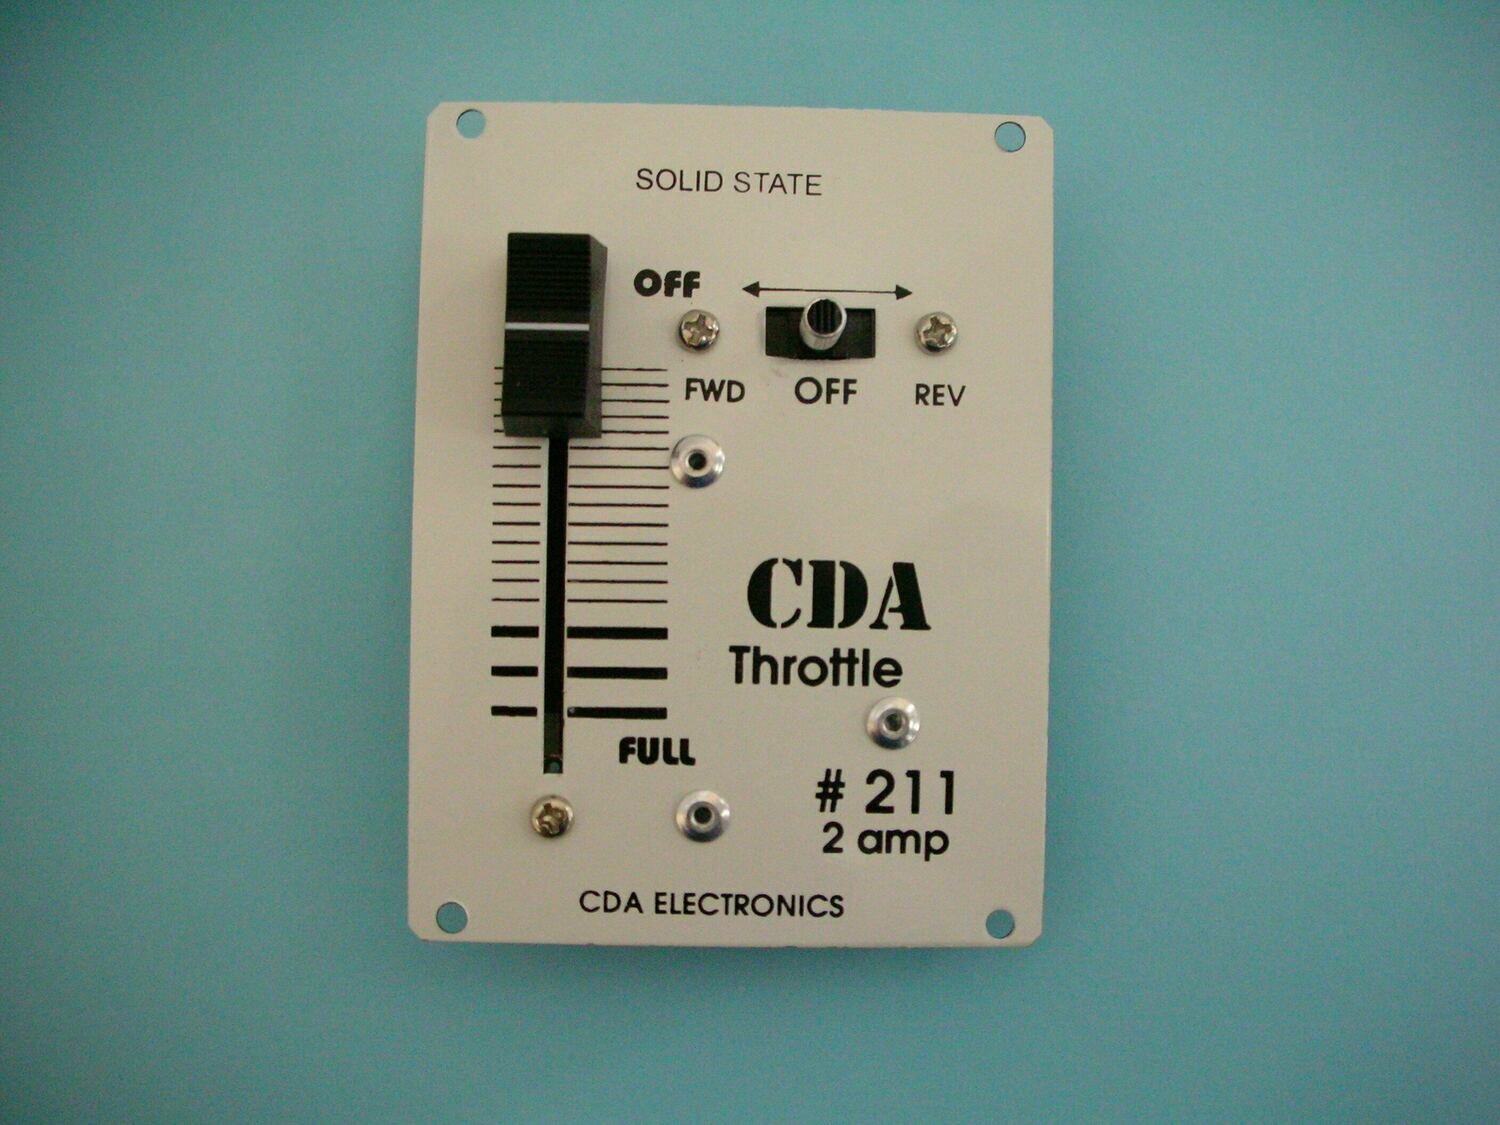 SOLID STATE
OFF
FWD OFF REV
CDA
Throttle
FULL
# 211
2 amp
CDA ELECTRONICS